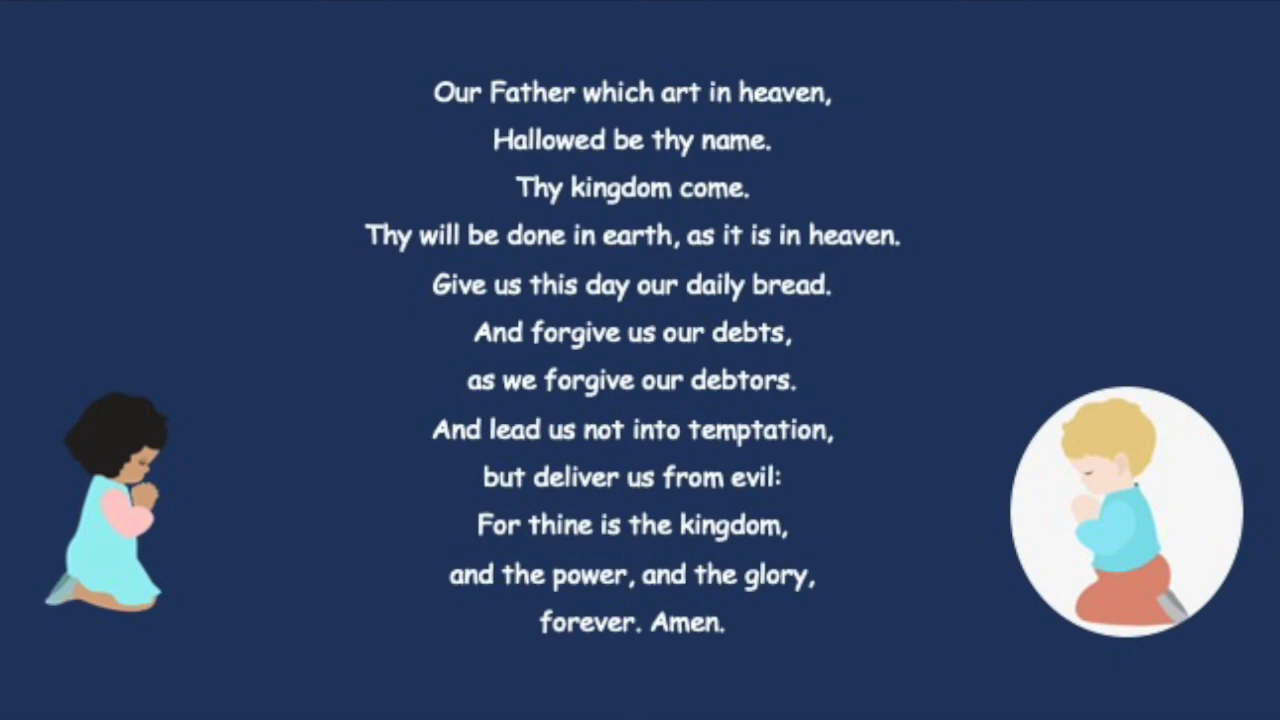 Our Father which art in heaven,
Hallowed be thy name.
Thy kingdom come.
Thy will be done in earth, as it is in heaven.
Give us this day our daily bread.
And forgive us our debts,
as we forgive our debtors.
And lead us not into temptation,
but deliver us from evil:
For thine is the kingdom,
and the power, and the glory,
forever. Amen.